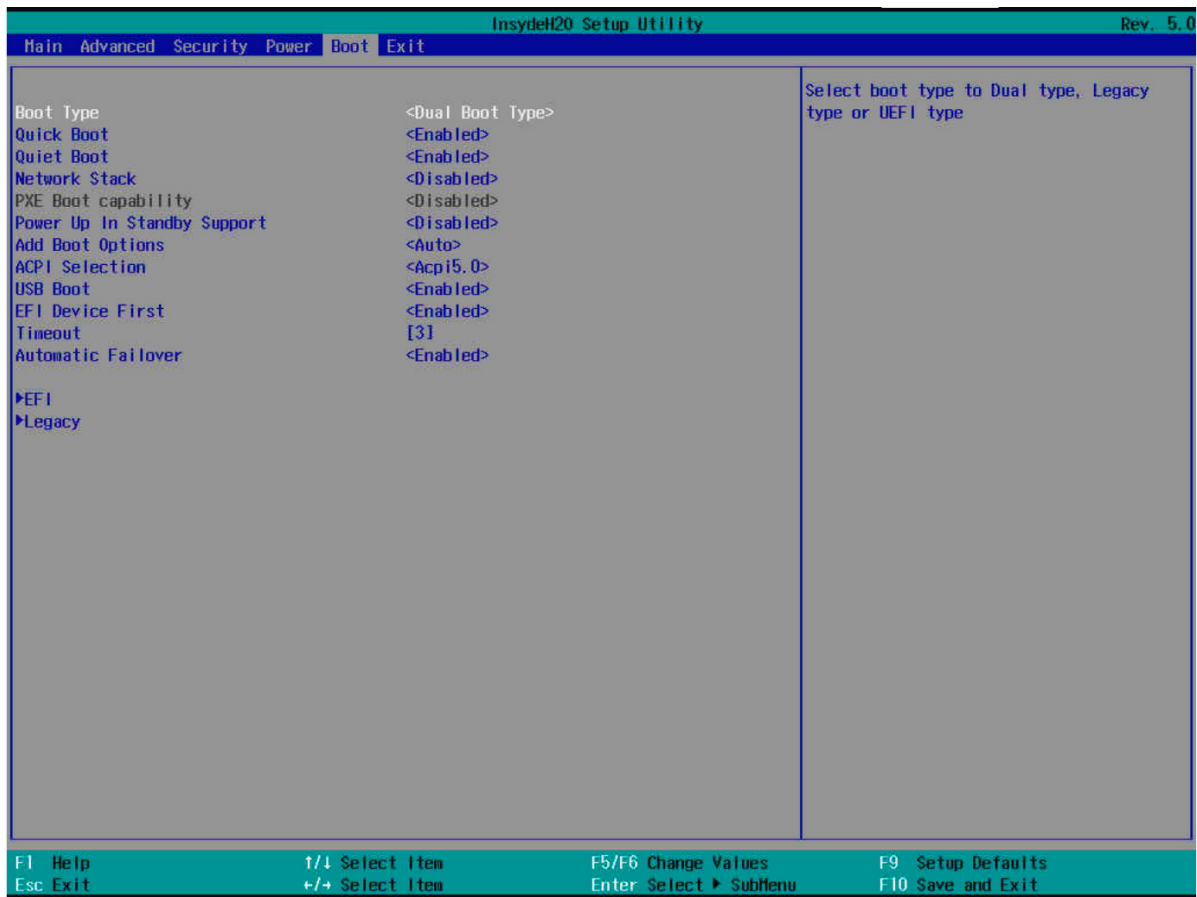 InsydeH20 Setup Utility Rev. 5.0
Main Advanced Security Power Boot Exit
Select boot type to Dual type, Legacy
Boot Type <Dual Boot Type> type or UEFI type
Quick Boot <Enabled>
Quiet Boot <Enabled>
Network Stack <Disabled>
PXE Boot capability <Disabled>
Power Up In Standby Support <Disabled>
Add Boot Options <Auto>
ACPI Selection <Acpi5.0>
USB Boot <Enabled>
EFI Device First <Enabled>
Timeout [3]
Automatic Failover <Enabled>
▶EFI
▶Legacy
F1 Help ↑/↓ Select Item F5/F6 Change Values F9 Setup Defaults
Esc Exit ←/→ Select Item Enter Select ▶ SubMenu F10 Save and Exit